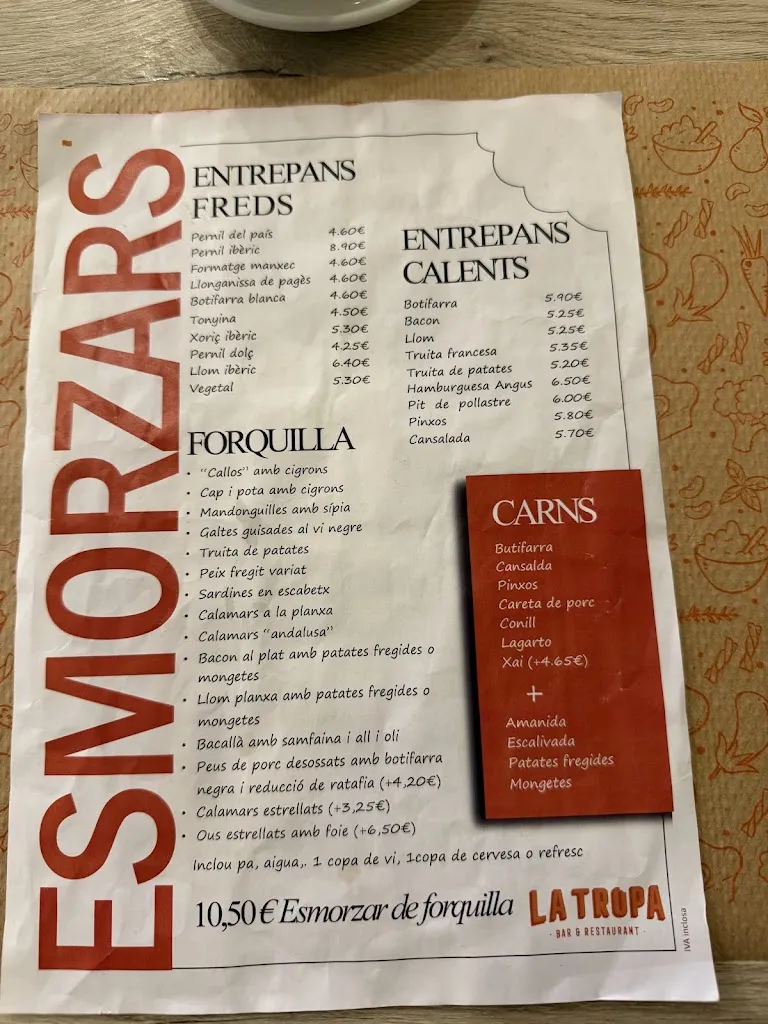 ESMORZARS
ENTREPANS
FREDS
Pernil del país 4.60€
Pernil ibèric 8.90€
Formatge manxec 4.60€
Llonganissa de pagès 4.60€
Botifarra blanca 4.60€
Tonyina 4.50€
Xoriç ibèric 5.30€
Pernil dolç 4.25€
Llom ibèric 6.40€
Vegetal 5.30€
ENTREPANS
CALENTS
Botifarra 5.90€
Bacon 5.25€
Llom 5.25€
Truita francesa 5.35€
Truita de patates 5.20€
Hamburguesa Angus 6.50€
Pit de pollastre 6.00€
Pinxos 5.80€
Cansalada 5.70€
FORQUILLA
• "Callos" amb cigrons
• Cap i pota amb cigrons
• Mandonguilles amb sípia
• Galtes guisades al vi negre
• Truita de patates
• Peix fregit variat
• Sardines en escabetx
• Calamars a la planxa
• Calamars "andalusa"
• Bacon al plat amb patates fregides o
mongetes
• Llom planxa amb patates fregides o
mongetes
• Bacallà amb samfaina i all i oli
• Peus de porc desossats amb botifarra
negra i reducció de ratafia (+4,20€)
• Calamars estrellats (+3,25€)
• Ous estrellats amb foie (+6,50€)
Inclou pa, aigua,. 1 copa de vi, 1copa de cervesa o refresc
CARNS
Butifarra
Cansalda
Pinxos
Careta de porc
Conill
Lagarto
Xai (+4.65€)
+
Amanida
Escalivada
Patates fregides
Mongetes
10,50 € Esmorzar de forquilla
LA TROPA
· BAR & RESTAURANT ·
IVA inclosa